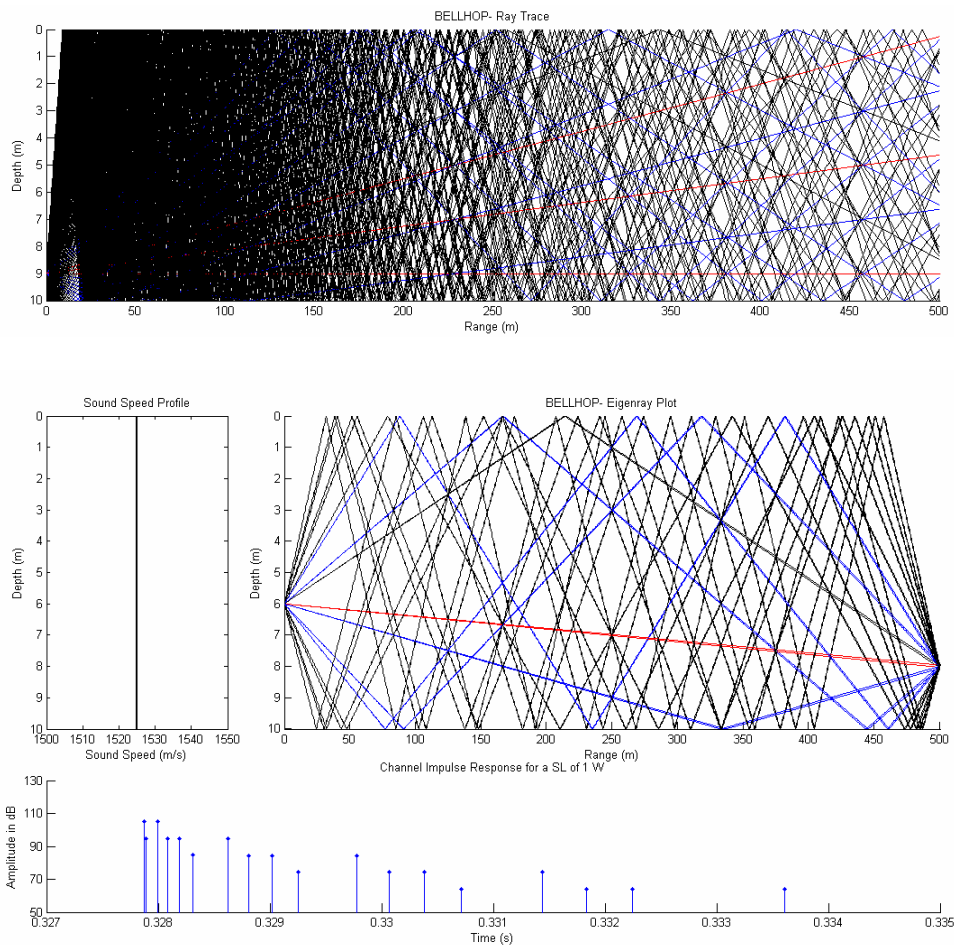 BELLHOP- Ray Trace
Depth (m)
0
1
2
3
4
5
6
7
8
9
10
0 50 100 150 200 250 300 350 400 450 500
Range (m)
Sound Speed Profile
Depth (m)
0
1
2
3
4
5
6
7
8
9
10
1500 1510 1520 1530 1540 1550
Sound Speed (m/s)
BELLHOP- Eigenray Plot
Depth (m)
0
1
2
3
4
5
6
7
8
9
10
0 50 100 150 200 250 300 350 400 450 500
Range (m)
Channel Impulse Response for a SL of 1 W
Amplitude in dB
130
110
90
70
50
0.327 0.328 0.329 0.33 0.331 0.332 0.333 0.334 0.335
Time (s)